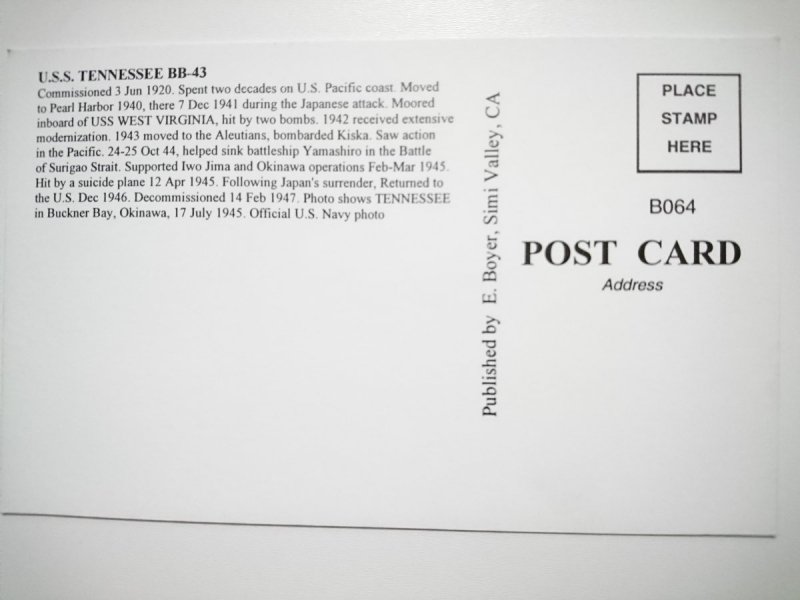 U.S.S. TENNESSEE BB-43
Commissioned 3 Jun 1920. Spent two decades on U.S. Pacific coast. Moved
to Pearl Harbor 1940, there 7 Dec 1941 during the Japanese attack. Moored
inboard of USS WEST VIRGINIA, hit by two bombs. 1942 received extensive
modernization. 1943 moved to the Aleutians, bombarded Kiska. Saw action
in the Pacific. 24-25 Oct 44, helped sink battleship Yamashiro in the Battle
of Surigao Strait. Supported Iwo Jima and Okinawa operations Feb-Mar 1945.
Hit by a suicide plane 12 Apr 1945. Following Japan's surrender, Returned to
the U.S. Dec 1946. Decommissioned 14 Feb 1947. Photo shows TENNESSEE
in Buckner Bay, Okinawa, 17 July 1945. Official U.S. Navy photo
Published by E. Boyer, Simi Valley, CA
PLACE
STAMP
HERE
B064
POST CARD
Address